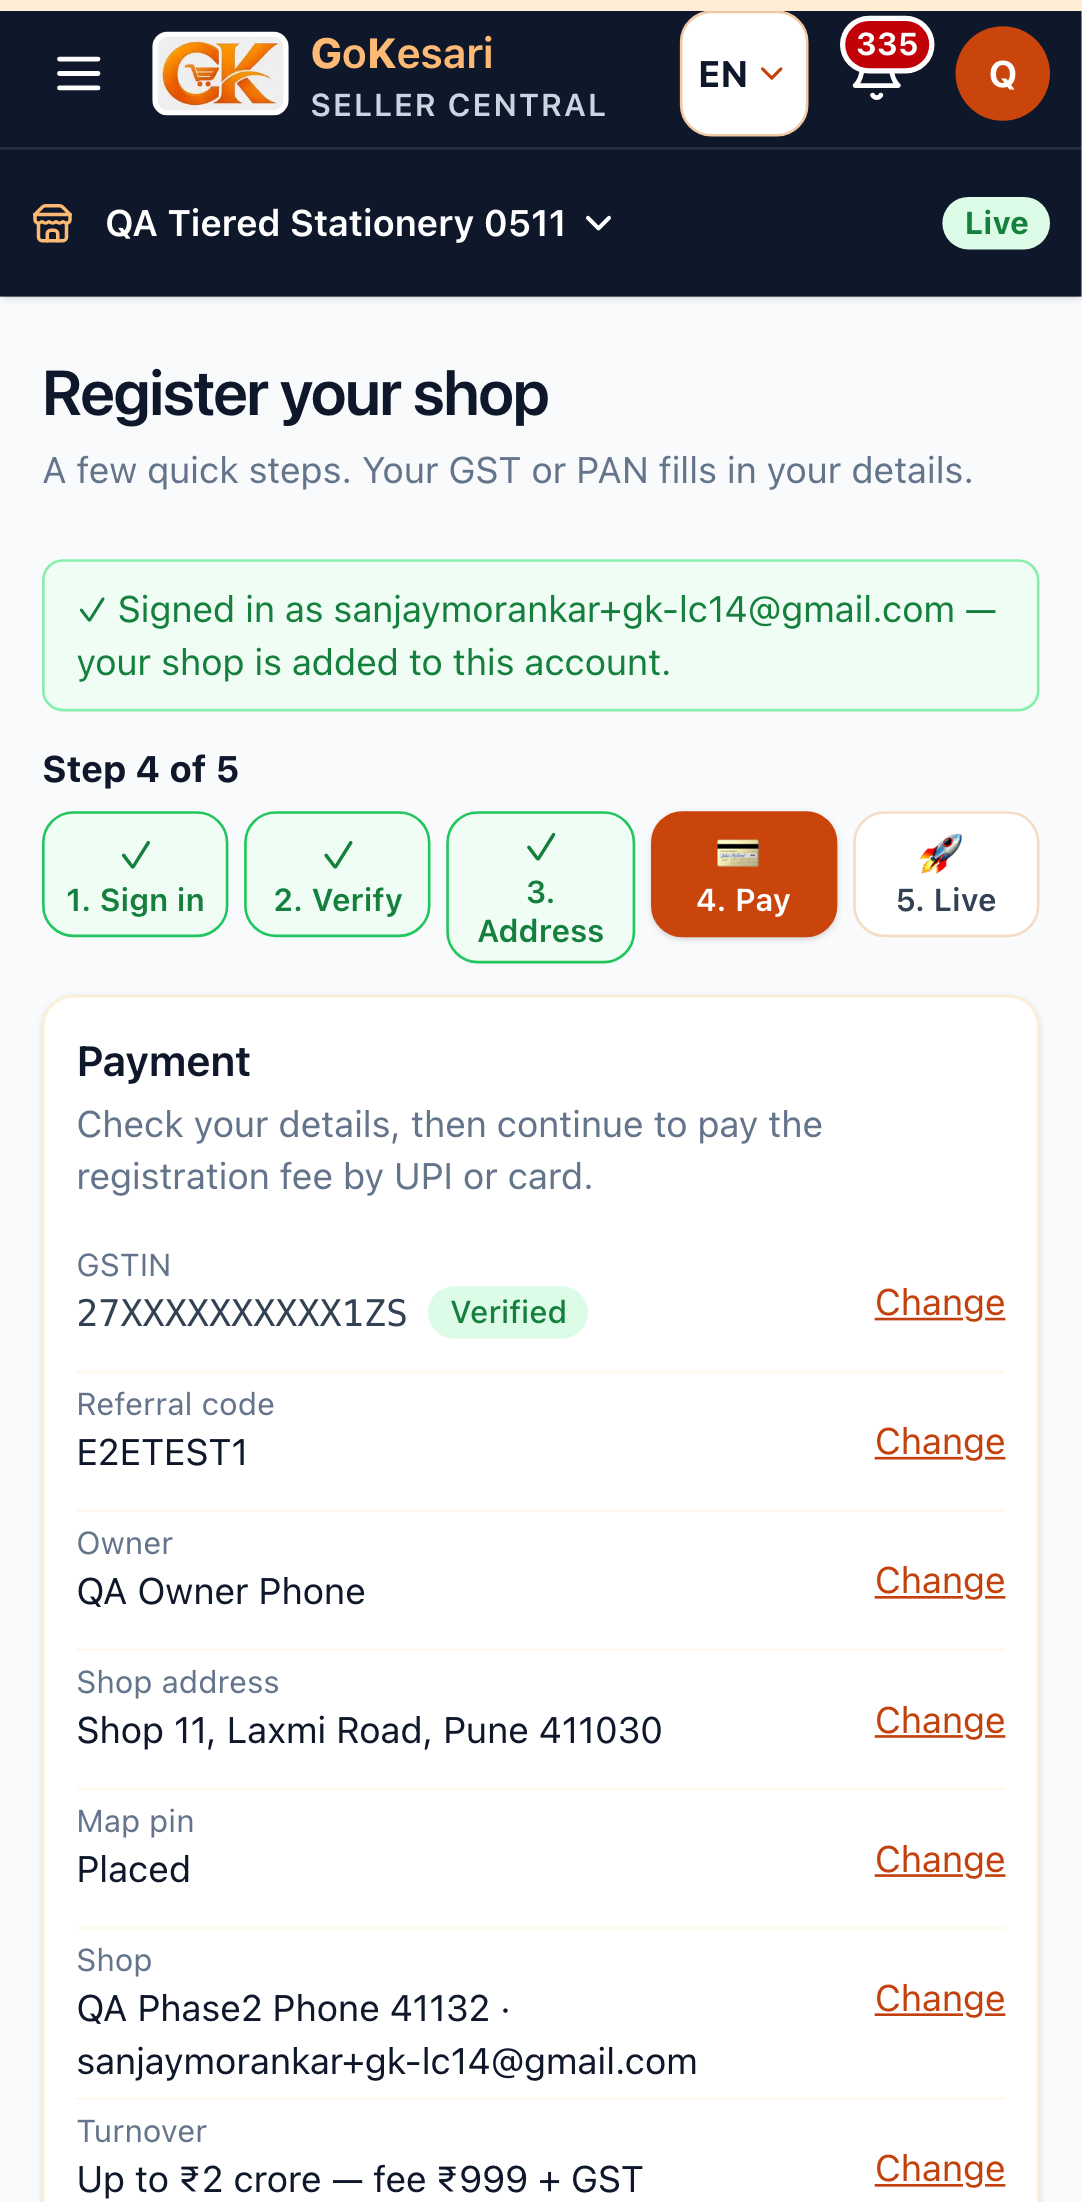 GoKesari
SELLER CENTRAL
EN
335
Q
QA Tiered Stationery 0511
Live
Register your shop
A few quick steps. Your GST or PAN fills in your details.
✓ Signed in as sanjaymorankar+gk-lc14@gmail.com —
your shop is added to this account.
Step 4 of 5
✓
1. Sign in
✓
2. Verify
✓
3.
Address
💳
4. Pay
🚀
5. Live
Payment
Check your details, then continue to pay the
registration fee by UPI or card.
GSTIN
27XXXXXXXXXX1ZS Verified
Change
Referral code
E2ETEST1
Change
Owner
QA Owner Phone
Change
Shop address
Shop 11, Laxmi Road, Pune 411030
Change
Map pin
Placed
Change
Shop
QA Phase2 Phone 41132 ·
sanjaymorankar+gk-lc14@gmail.com
Change
Turnover
Up to ₹2 crore — fee ₹999 + GST
Change